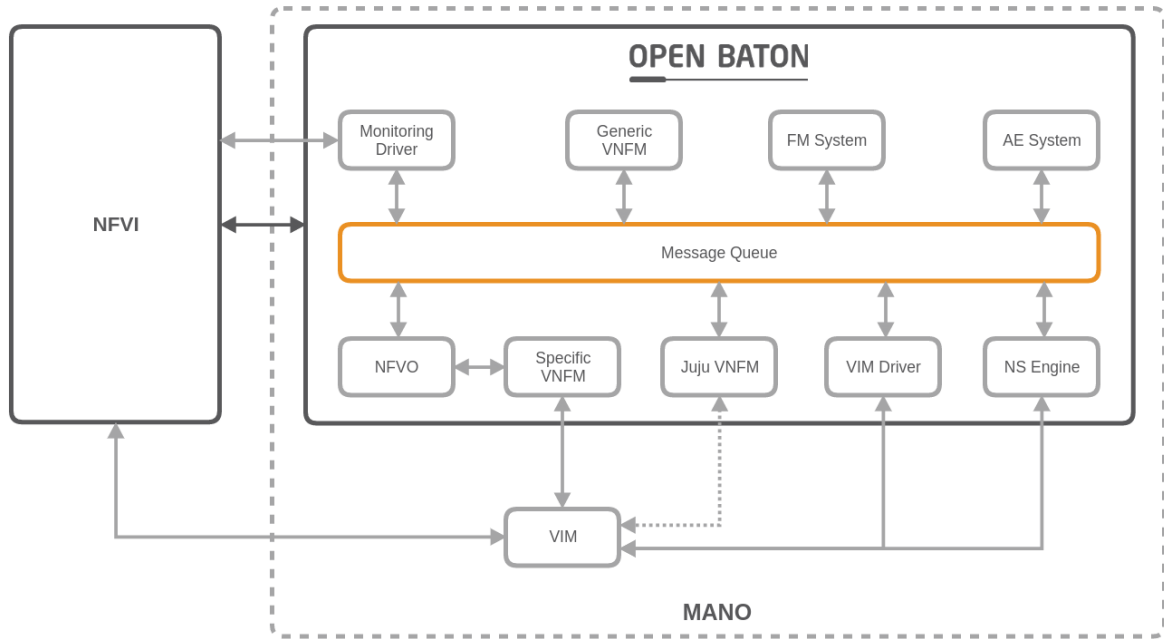 OPEN BATON
Monitoring
Driver
Generic
VNFM
FM System
AE System
NFVI
Message Queue
NFVO
Specific
VNFM
Juju VNFM
VIM Driver
NS Engine
VIM
MANO